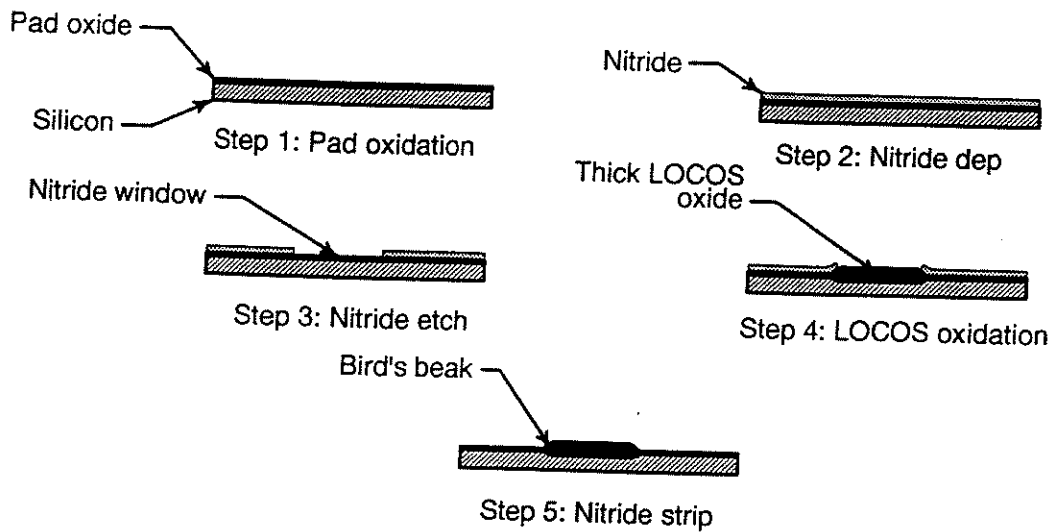 Pad oxide
Silicon
Step 1: Pad oxidation
Nitride
Step 2: Nitride dep
Nitride window
Step 3: Nitride etch
Thick LOCOS
oxide
Step 4: LOCOS oxidation
Bird's beak
Step 5: Nitride strip